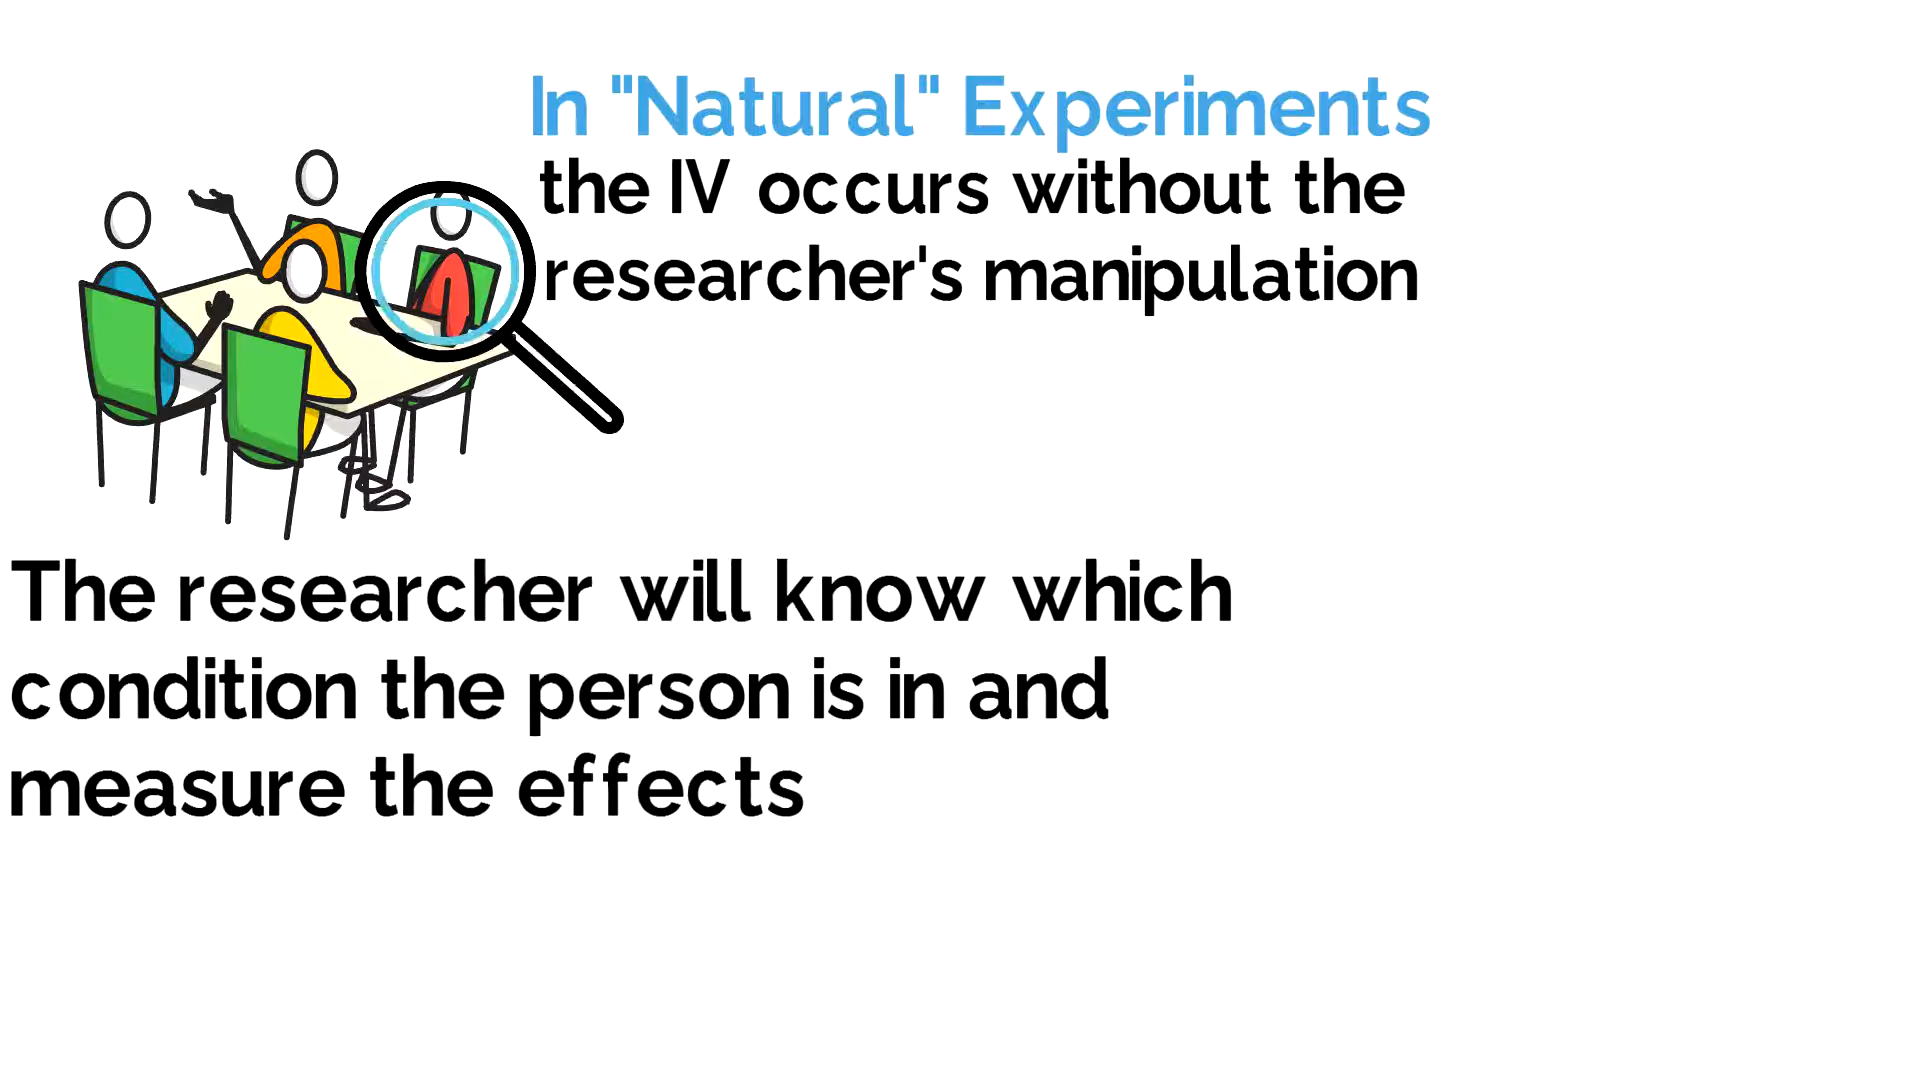 In "Natural" Experiments
the IV occurs without the
researcher's manipulation
The researcher will know which
condition the person is in and
measure the effects